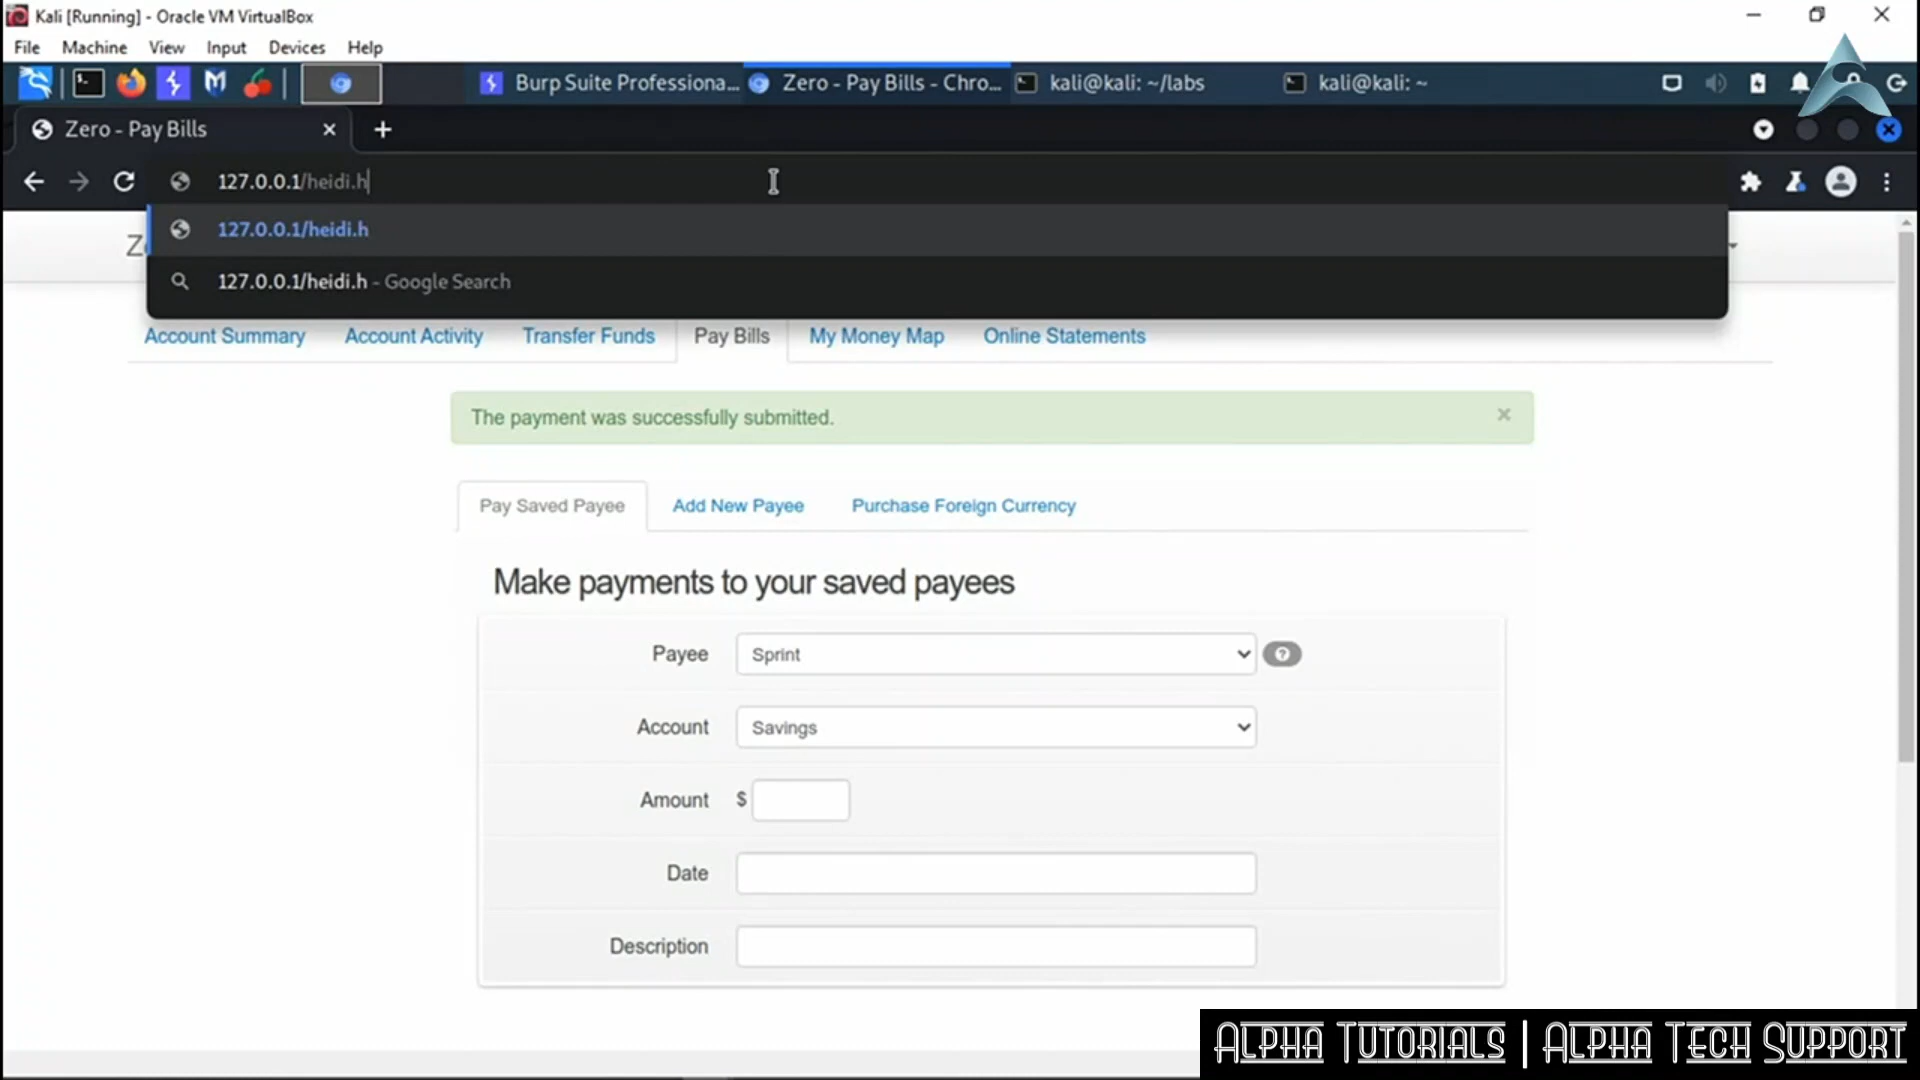 Kali [Running] - Oracle VM VirtualBox
File Machine View Input Devices Help
Burp Suite Professiona... Zero - Pay Bills - Chro... kali@kali: ~/labs kali@kali: ~
Zero - Pay Bills
127.0.0.1/heidi.h
127.0.0.1/heidi.h
127.0.0.1/heidi.h - Google Search
Account Summary Account Activity Transfer Funds Pay Bills My Money Map Online Statements
The payment was successfully submitted.
Pay Saved Payee Add New Payee Purchase Foreign Currency
Make payments to your saved payees
Payee Sprint
Account Savings
Amount $
Date
Description
Alpha Tutorials | Alpha Tech Support